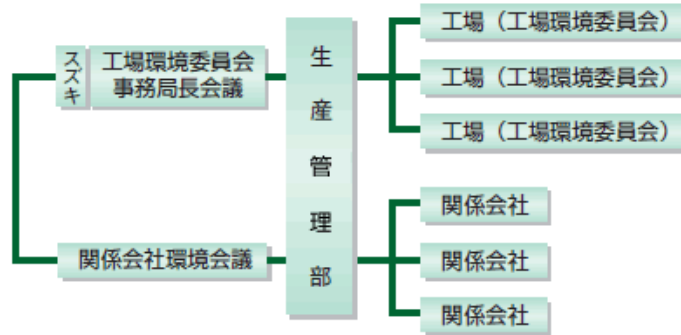 スズキ
工場環境委員会
事務局長会議
関係会社環境会議
生産管理部
工場（工場環境委員会）
工場（工場環境委員会）
工場（工場環境委員会）
関係会社
関係会社
関係会社